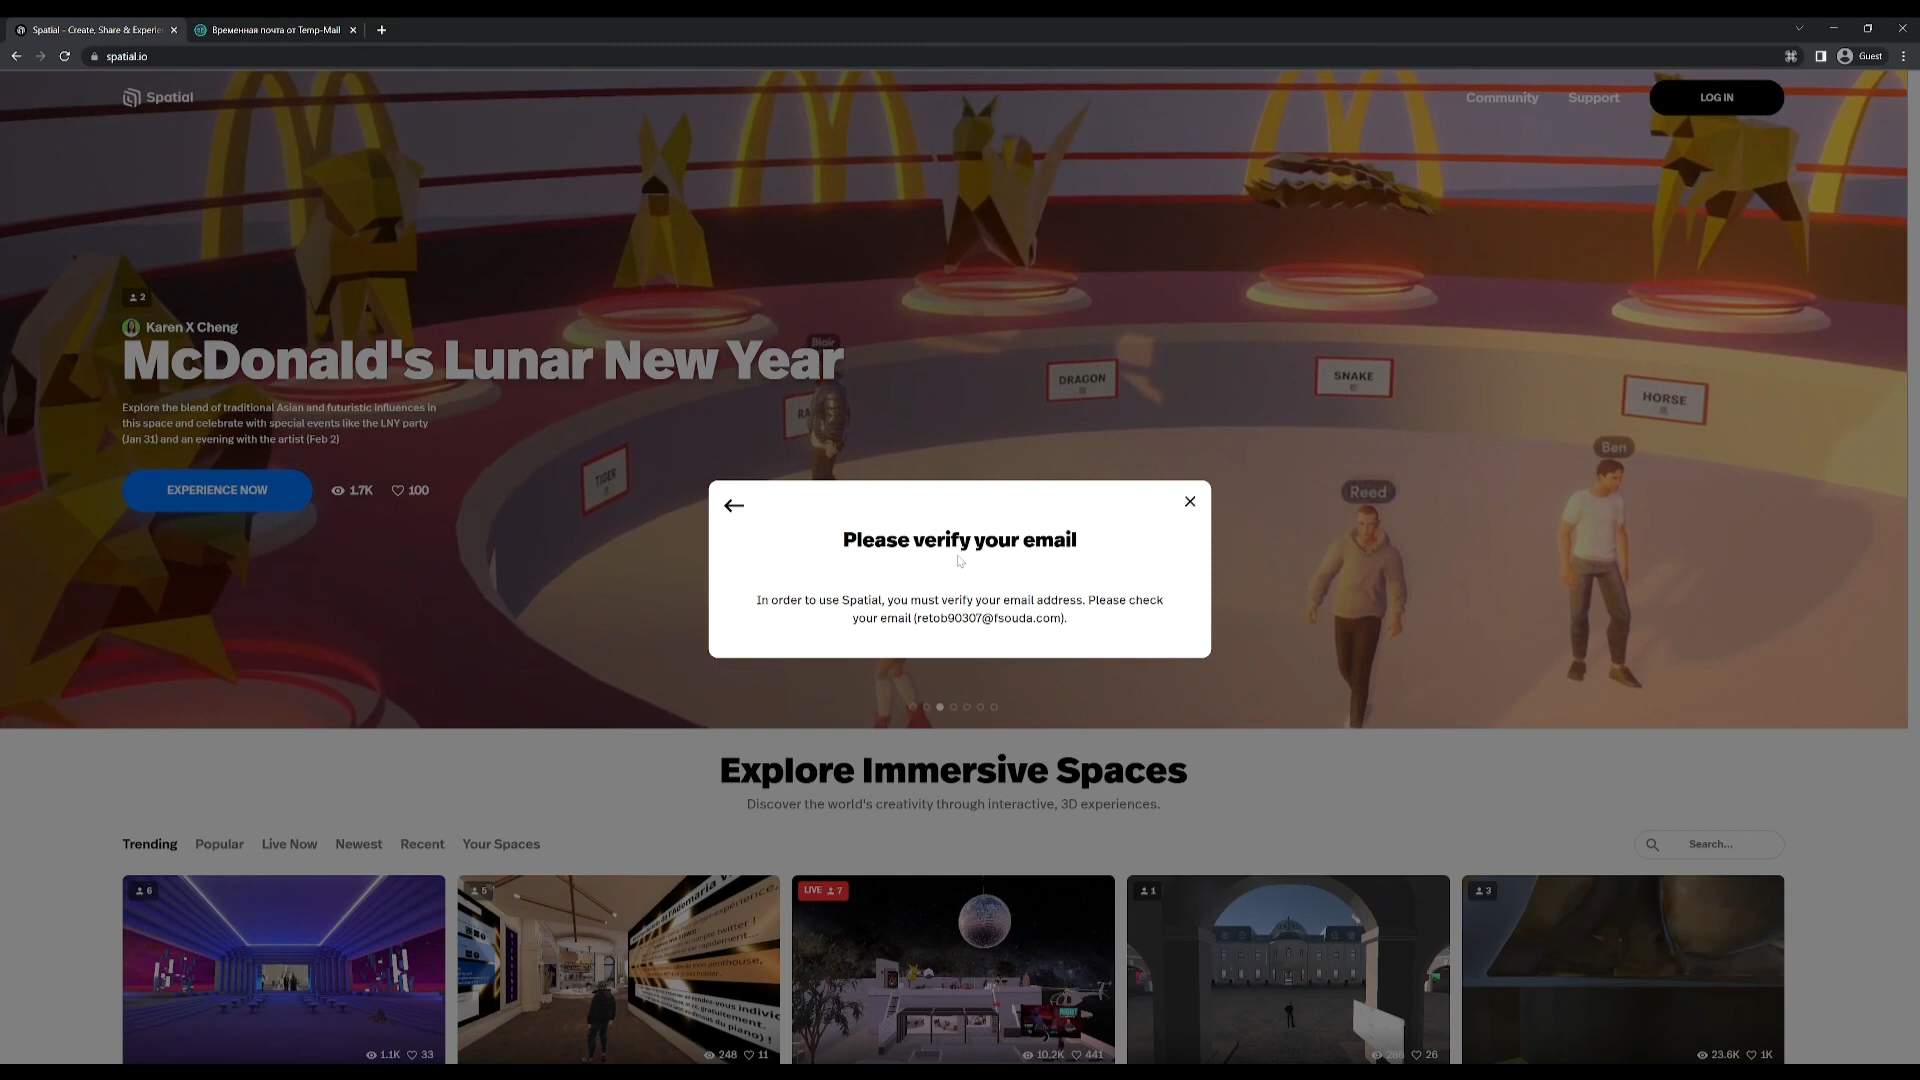 Spatial - Create, Share & Experie
Временная почта от Temp-Mail
spatial.io
Guest
Spatial
Community
Support
LOG IN
2
Karen X Cheng
McDonald's Lunar New Year
Explore the blend of traditional Asian and futuristic influences in
this space and celebrate with special events like the LNY party
(Jan 31) and an evening with the artist (Feb 2)
EXPERIENCE NOW
1.7K
100
Blair
TIGER
DRAGON
SNAKE
HORSE
Reed
Ben
Please verify your email
In order to use Spatial, you must verify your email address. Please check
your email (retob90307@fsouda.com).
Explore Immersive Spaces
Discover the world's creativity through interactive, 3D experiences.
Trending
Popular
Live Now
Newest
Recent
Your Spaces
Search...
6
1.1K
33
5
248
11
LIVE 7
10.2K
441
1
26
3
23.6K
1K